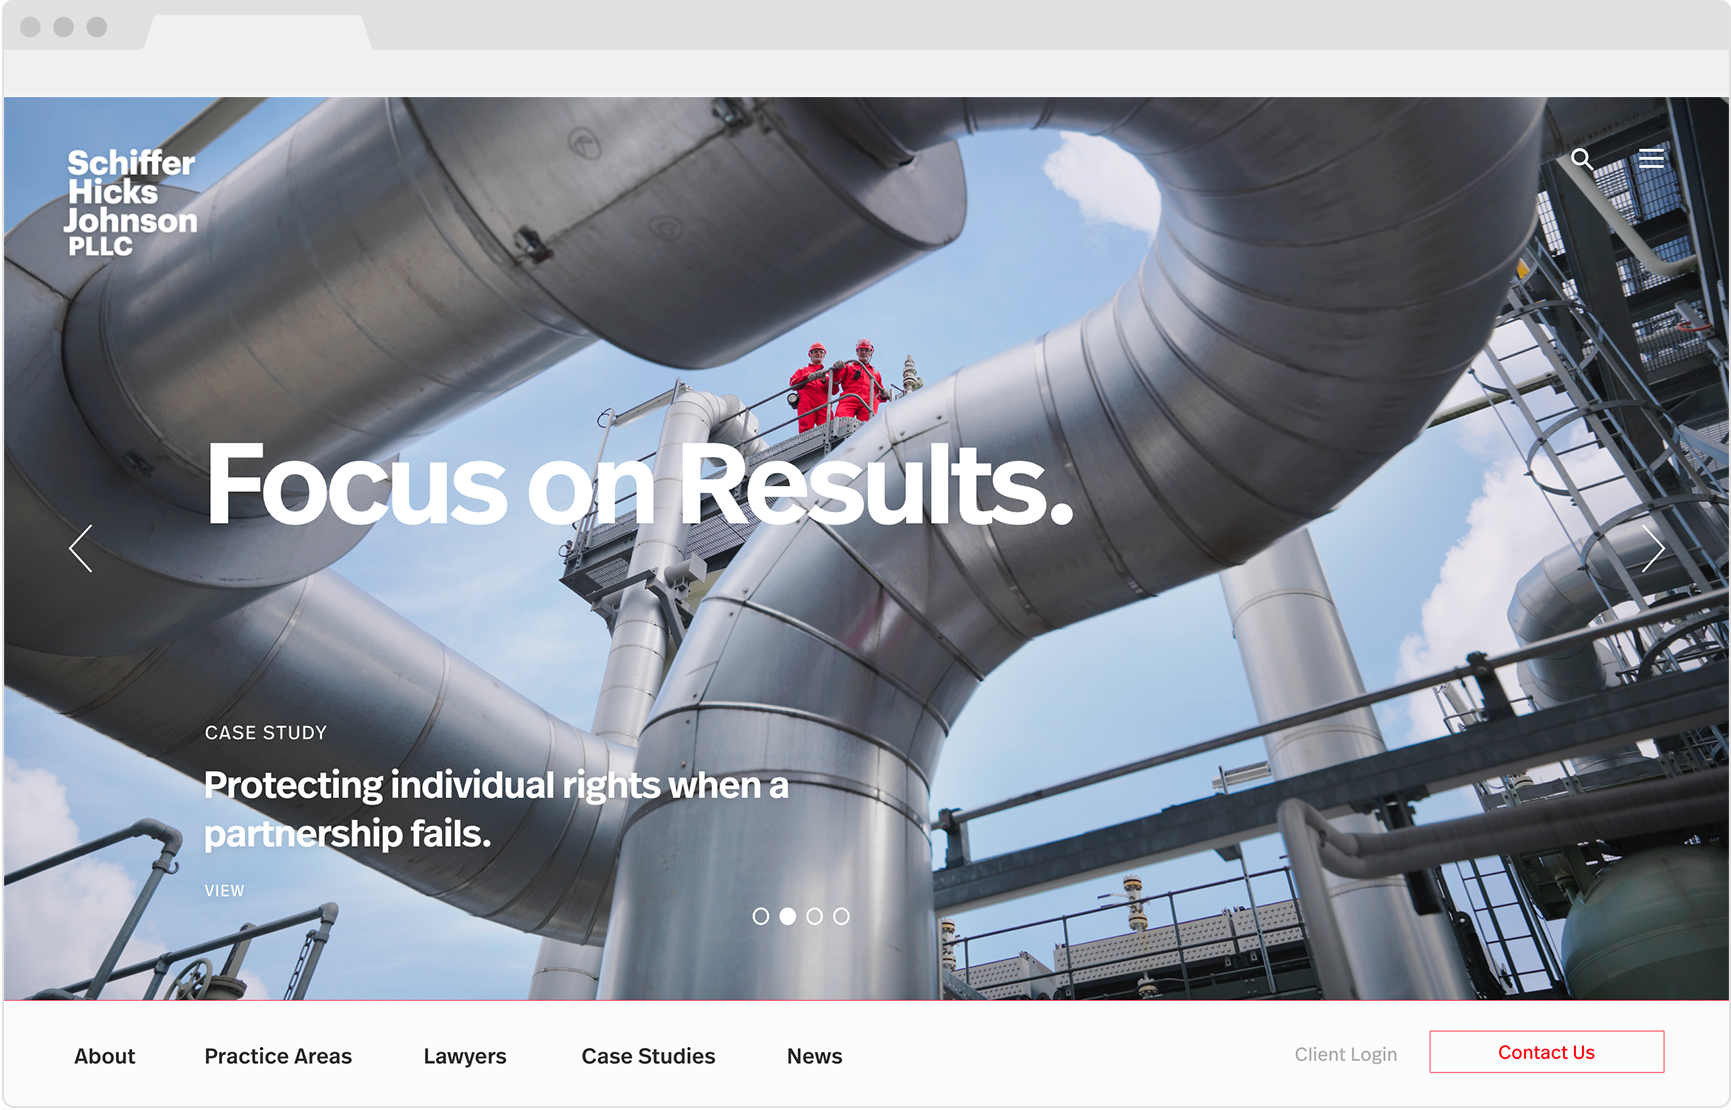 Schiffer
Hicks
Johnson
PLLC
Focus on Results.
CASE STUDY
Protecting individual rights when a
partnership fails.
VIEW
About
Practice Areas
Lawyers
Case Studies
News
Client Login
Contact Us